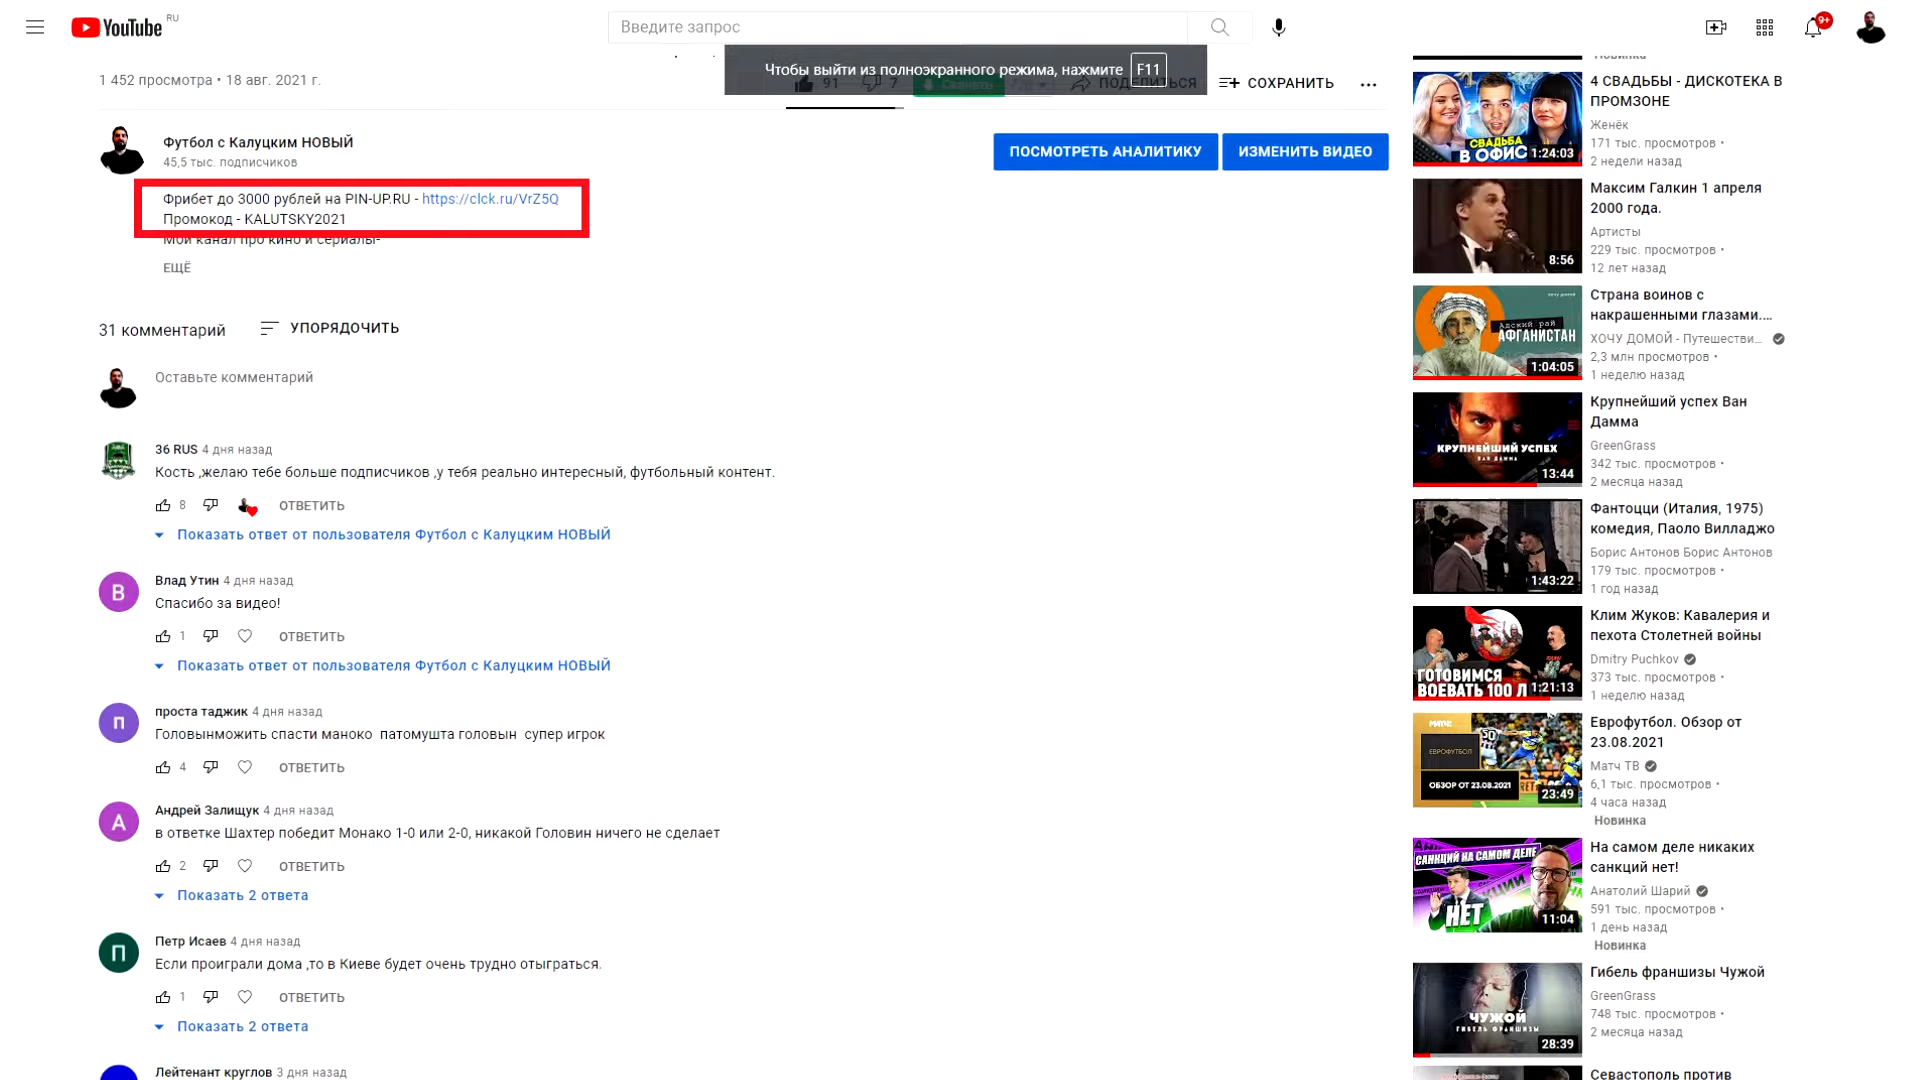 YouTube RU
Введите запрос
9+
Чтобы выйти из полноэкранного режима, нажмите F11
1 452 просмотра • 18 авг. 2021 г.
91
7
Скачать
ПОДЕЛИТЬСЯ
СОХРАНИТЬ
...
Футбол с Калуцким НОВЫЙ
45,5 тыс. подписчиков
ПОСМОТРЕТЬ АНАЛИТИКУ
ИЗМЕНИТЬ ВИДЕО
Фрибет до 3000 рублей на PIN-UP.RU - https://clck.ru/VrZ5Q
Промокод - KALUTSKY2021
Мой канал про кино и сериалы-
ЕЩЁ
31 комментарий
УПОРЯДОЧИТЬ
Оставьте комментарий
36 RUS 4 дня назад
Кость ,желаю тебе больше подписчиков ,у тебя реально интересный, футбольный контент.
8
ОТВЕТИТЬ
Показать ответ от пользователя Футбол с Калуцким НОВЫЙ
В
Влад Утин 4 дня назад
Спасибо за видео!
1
ОТВЕТИТЬ
Показать ответ от пользователя Футбол с Калуцким НОВЫЙ
п
проста таджик 4 дня назад
Головынможить спасти маноко патомушта головын супер игрок
4
ОТВЕТИТЬ
А
Андрей Залищук 4 дня назад
в ответке Шахтер победит Монако 1-0 или 2-0, никакой Головин ничего не сделает
2
ОТВЕТИТЬ
Показать 2 ответа
П
Петр Исаев 4 дня назад
Если проиграли дома ,то в Киеве будет очень трудно отыграться.
1
ОТВЕТИТЬ
Показать 2 ответа
Лейтенант круглов 3 дня назад
Новинка
СВАДЬБА
В ОФИС
1:24:03
4 СВАДЬБЫ - ДИСКОТЕКА В
ПРОМЗОНЕ
Женёк
171 тыс. просмотров •
2 недели назад
8:56
Максим Галкин 1 апреля
2000 года.
Артисты
229 тыс. просмотров •
12 лет назад
Адский рай
АФГАНИСТАН
1:04:05
Страна воинов с
накрашенными глазами....
ХОЧУ ДОМОЙ - Путешестви...
2,3 млн просмотров •
1 неделю назад
КРУПНЕЙШИЙ УСПЕХ
ВАН ДАММА
13:44
Крупнейший успех Ван
Дамма
GreenGrass
342 тыс. просмотров •
2 месяца назад
1:43:22
Фантоцци (Италия, 1975)
комедия, Паоло Вилладжо
Борис Антонов Борис Антонов
179 тыс. просмотров •
1 год назад
ГОТОВИМСЯ
ВОЕВАТЬ 100 Л
1:21:13
Клим Жуков: Кавалерия и
пехота Столетней войны
Dmitry Puchkov
373 тыс. просмотров •
1 неделю назад
МАТЧ!
ЕВРОФУТБОЛ
ОБЗОР ОТ 23.08.2021
23:49
Еврофутбол. Обзор от
23.08.2021
Матч ТВ
6,1 тыс. просмотров •
4 часа назад
Новинка
САНКЦИЙ НА САМОМ ДЕЛЕ
НЕТ
11:04
На самом деле никаких
санкций нет!
Анатолий Шарий
591 тыс. просмотров •
1 день назад
Новинка
ЧУЖОЙ
ГИБЕЛЬ ФРАНШИЗЫ
28:39
Гибель франшизы Чужой
GreenGrass
748 тыс. просмотров •
2 месяца назад
Севастополь против